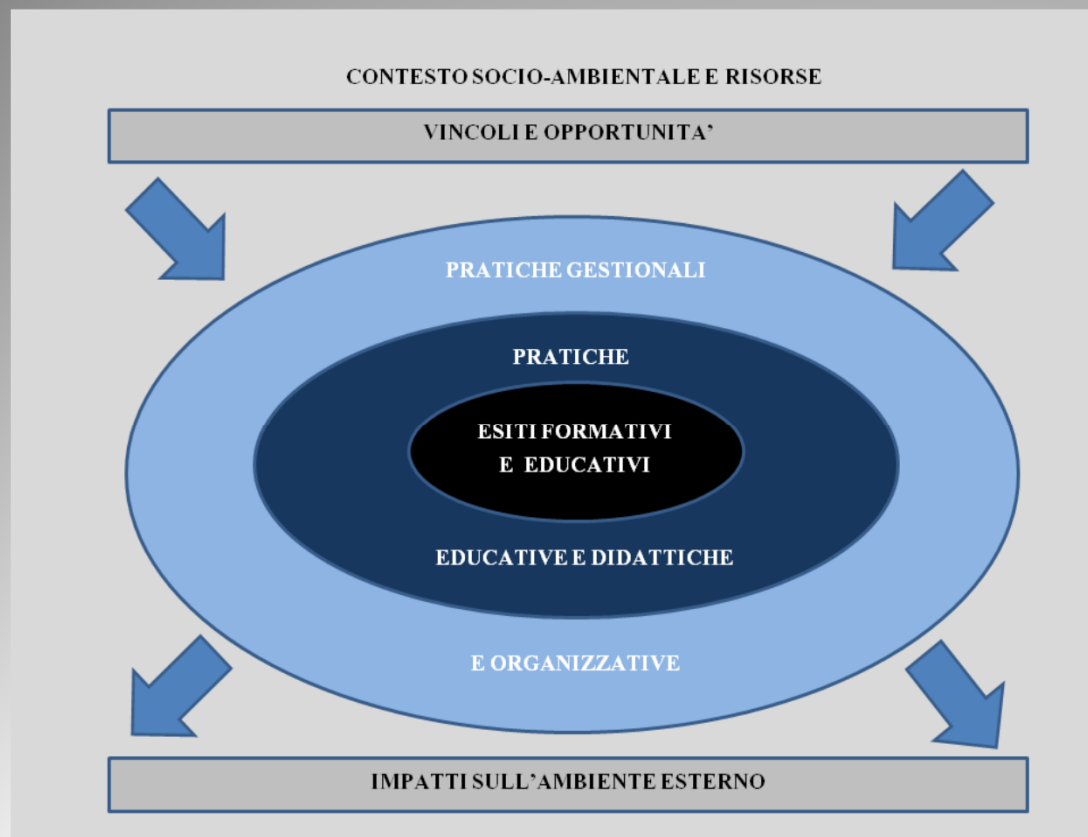 CONTESTO SOCIO-AMBIENTALE E RISORSE
VINCOLI E OPPORTUNITA’
PRATICHE GESTIONALI
PRATICHE
ESITI FORMATIVI
E EDUCATIVI
EDUCATIVE E DIDATTICHE
E ORGANIZZATIVE
IMPATTI SULL’AMBIENTE ESTERNO